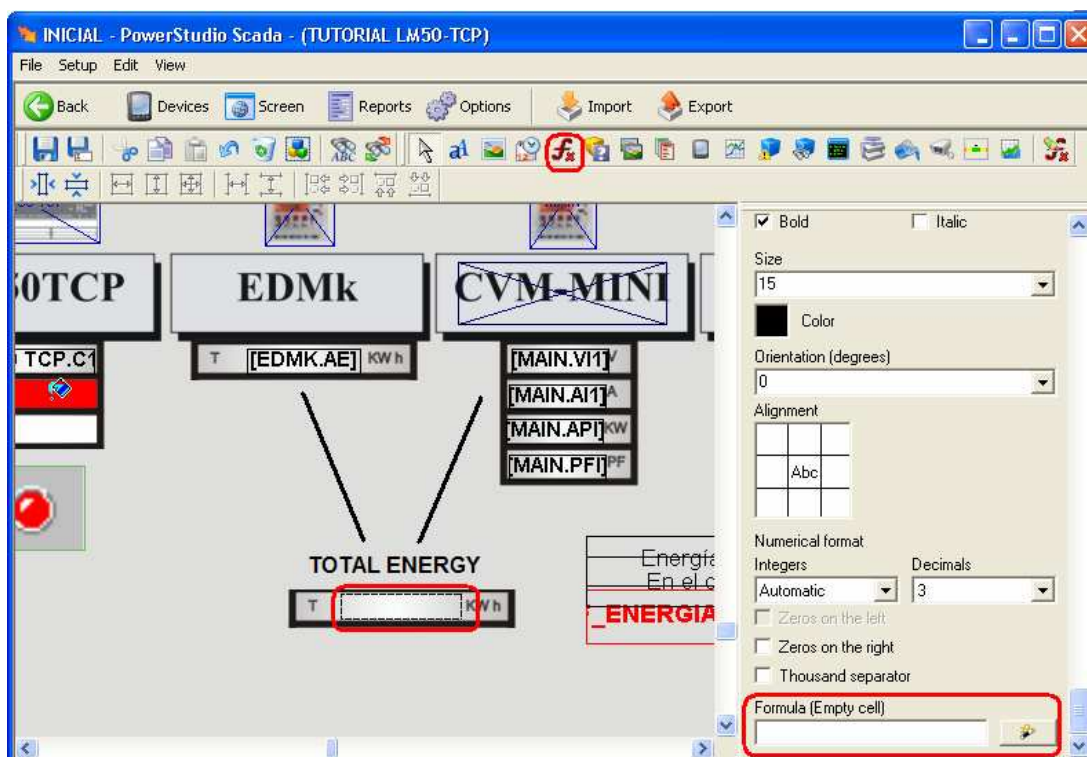 INICIAL - PowerStudio Scada - (TUTORIAL LM50-TCP)
File Setup Edit View
Back Devices Screen Reports Options Import Export
Bold Italic
Size
15
Color
Orientation (degrees)
0
Alignment
Abc
Numerical format
Integers Decimals
Automatic 3
Zeros on the left
Zeros on the right
Thousand separator
Formula (Empty cell)
50TCP EDMk CVM-MINI
TCP.C1 T [EDMK.AE] KWh [MAIN.VI1] V
[MAIN.AI1] A
[MAIN.API] KW
[MAIN.PFI] PF
TOTAL ENERGY
T KWh
Energía
En el c
'_ENERGIA